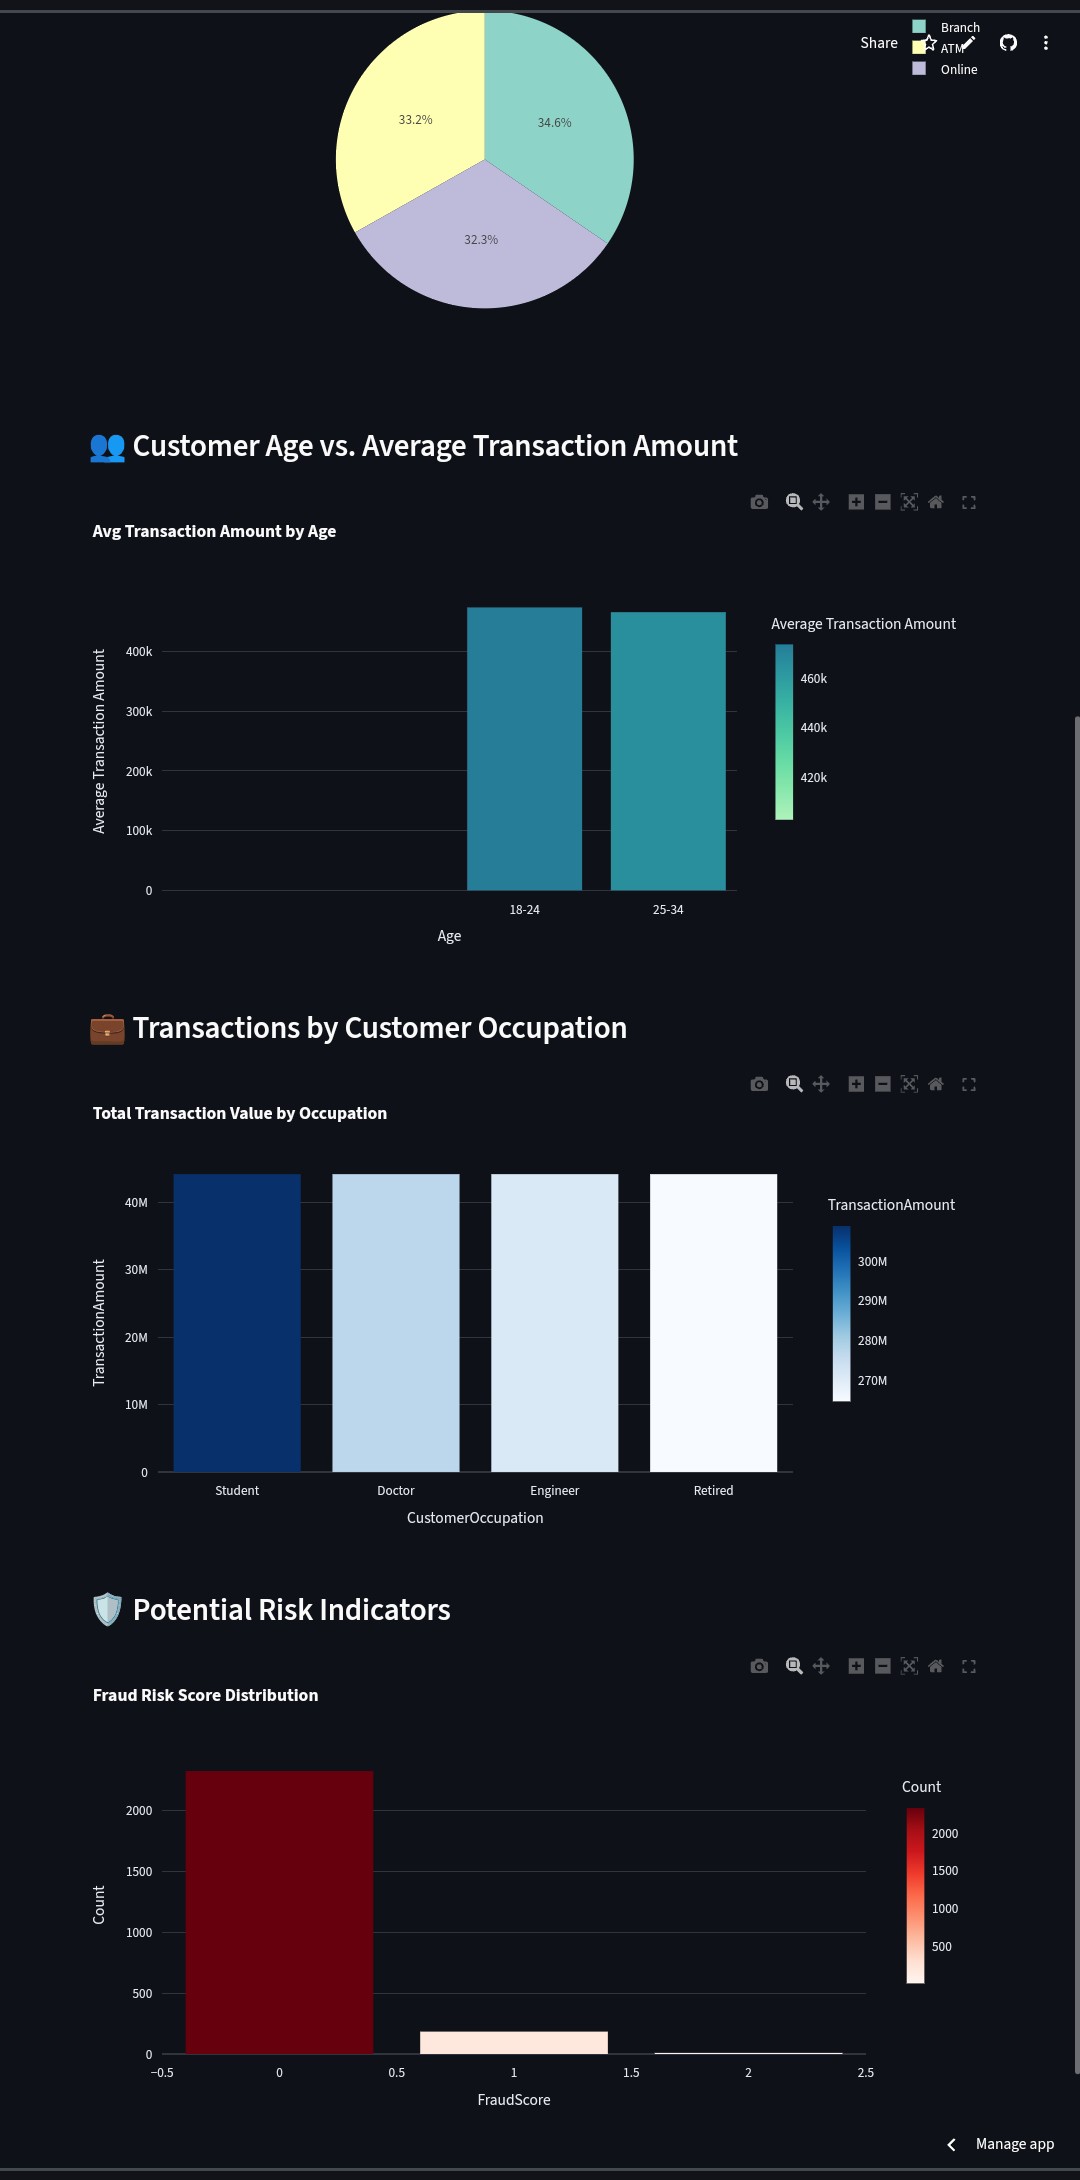 Share
Branch
ATM
Online
33.2%
34.6%
32.3%
👥 Customer Age vs. Average Transaction Amount
Avg Transaction Amount by Age
Average Transaction Amount
400k
300k
200k
100k
0
18-24
25-34
Age
Average Transaction Amount
460k
440k
420k
💼 Transactions by Customer Occupation
Total Transaction Value by Occupation
TransactionAmount
40M
30M
20M
10M
0
Student
Doctor
Engineer
Retired
CustomerOccupation
TransactionAmount
300M
290M
280M
270M
🛡️ Potential Risk Indicators
Fraud Risk Score Distribution
Count
2000
1500
1000
500
0
−0.5
0
0.5
1
1.5
2
2.5
FraudScore
Count
2000
1500
1000
500
Manage app